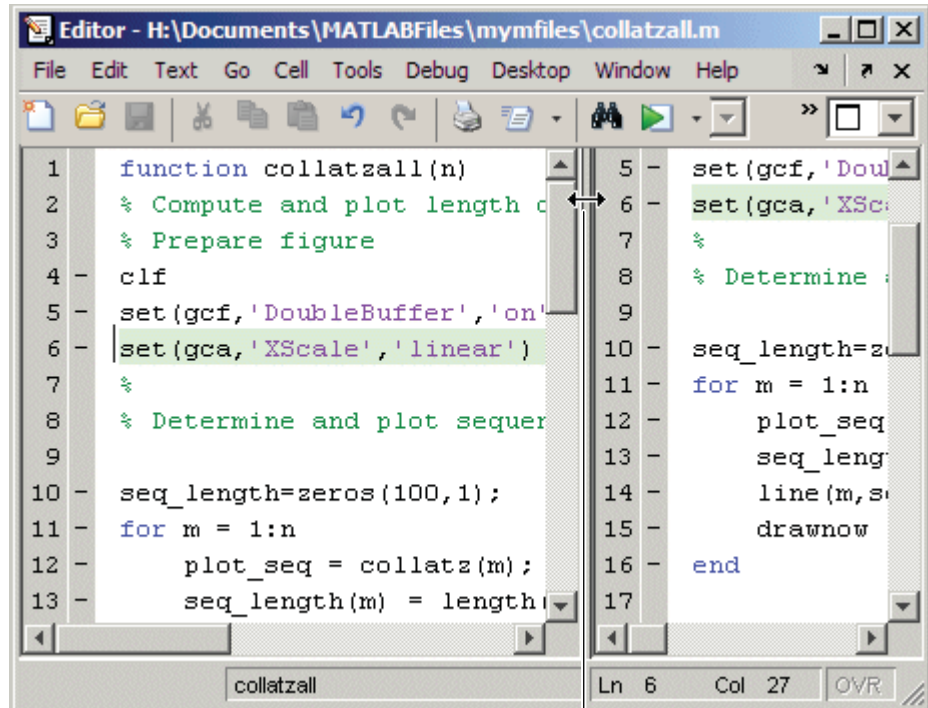 Editor - H:\Documents\MATLABFiles\mymfiles\collatzall.m
File Edit Text Go Cell Tools Debug Desktop Window Help
1 function collatzall(n)
2 % Compute and plot length
3 % Prepare figure
4 - clf
5 - set(gcf,'DoubleBuffer','on'
6 - set(gca,'XScale','linear')
7 %
8 % Determine and plot
9
10 - seq_length=zeros(100,1);
11 - for m = 1:n
12 - plot_seq = collatz(m);
13 - seq_length(m) = length
5 - set(gcf,'Dou
6 - set(gca,'XSc
7 %
8 % Determine
9
10 - seq_length=z
11 - for m = 1:n
12 - plot_seq
13 - seq_leng
14 - line(m,s
15 - drawnow
16 - end
17
collatzall Ln 6 Col 27 OVR